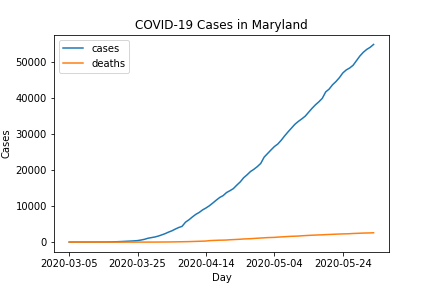 COVID-19 Cases in Maryland
cases
deaths
50000
40000
30000
20000
10000
0
Cases
2020-03-05 2020-03-25 2020-04-14 2020-05-04 2020-05-24
Day